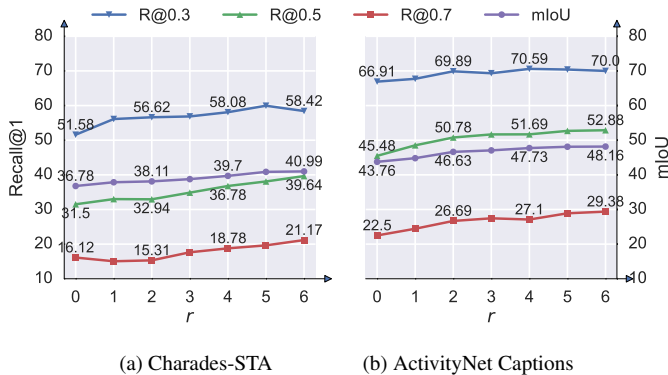 R@0.3 R@0.5 R@0.7 mIoU
80 80
70 70
60 60
50 50
40 40
30 30
20 20
10 10
Recall@1
mIoU
51.58 56.62 58.08 58.42
36.78 38.11 39.7 40.99
31.5 32.94 36.78 39.64
16.12 15.31 18.78 21.17
66.91 69.89 70.59 70.0
45.48 50.78 51.69 52.88
43.76 46.63 47.73 48.16
22.5 26.69 27.1 29.38
0 1 2 3 4 5 6 0 1 2 3 4 5 6
r r
(a) Charades-STA (b) ActivityNet Captions